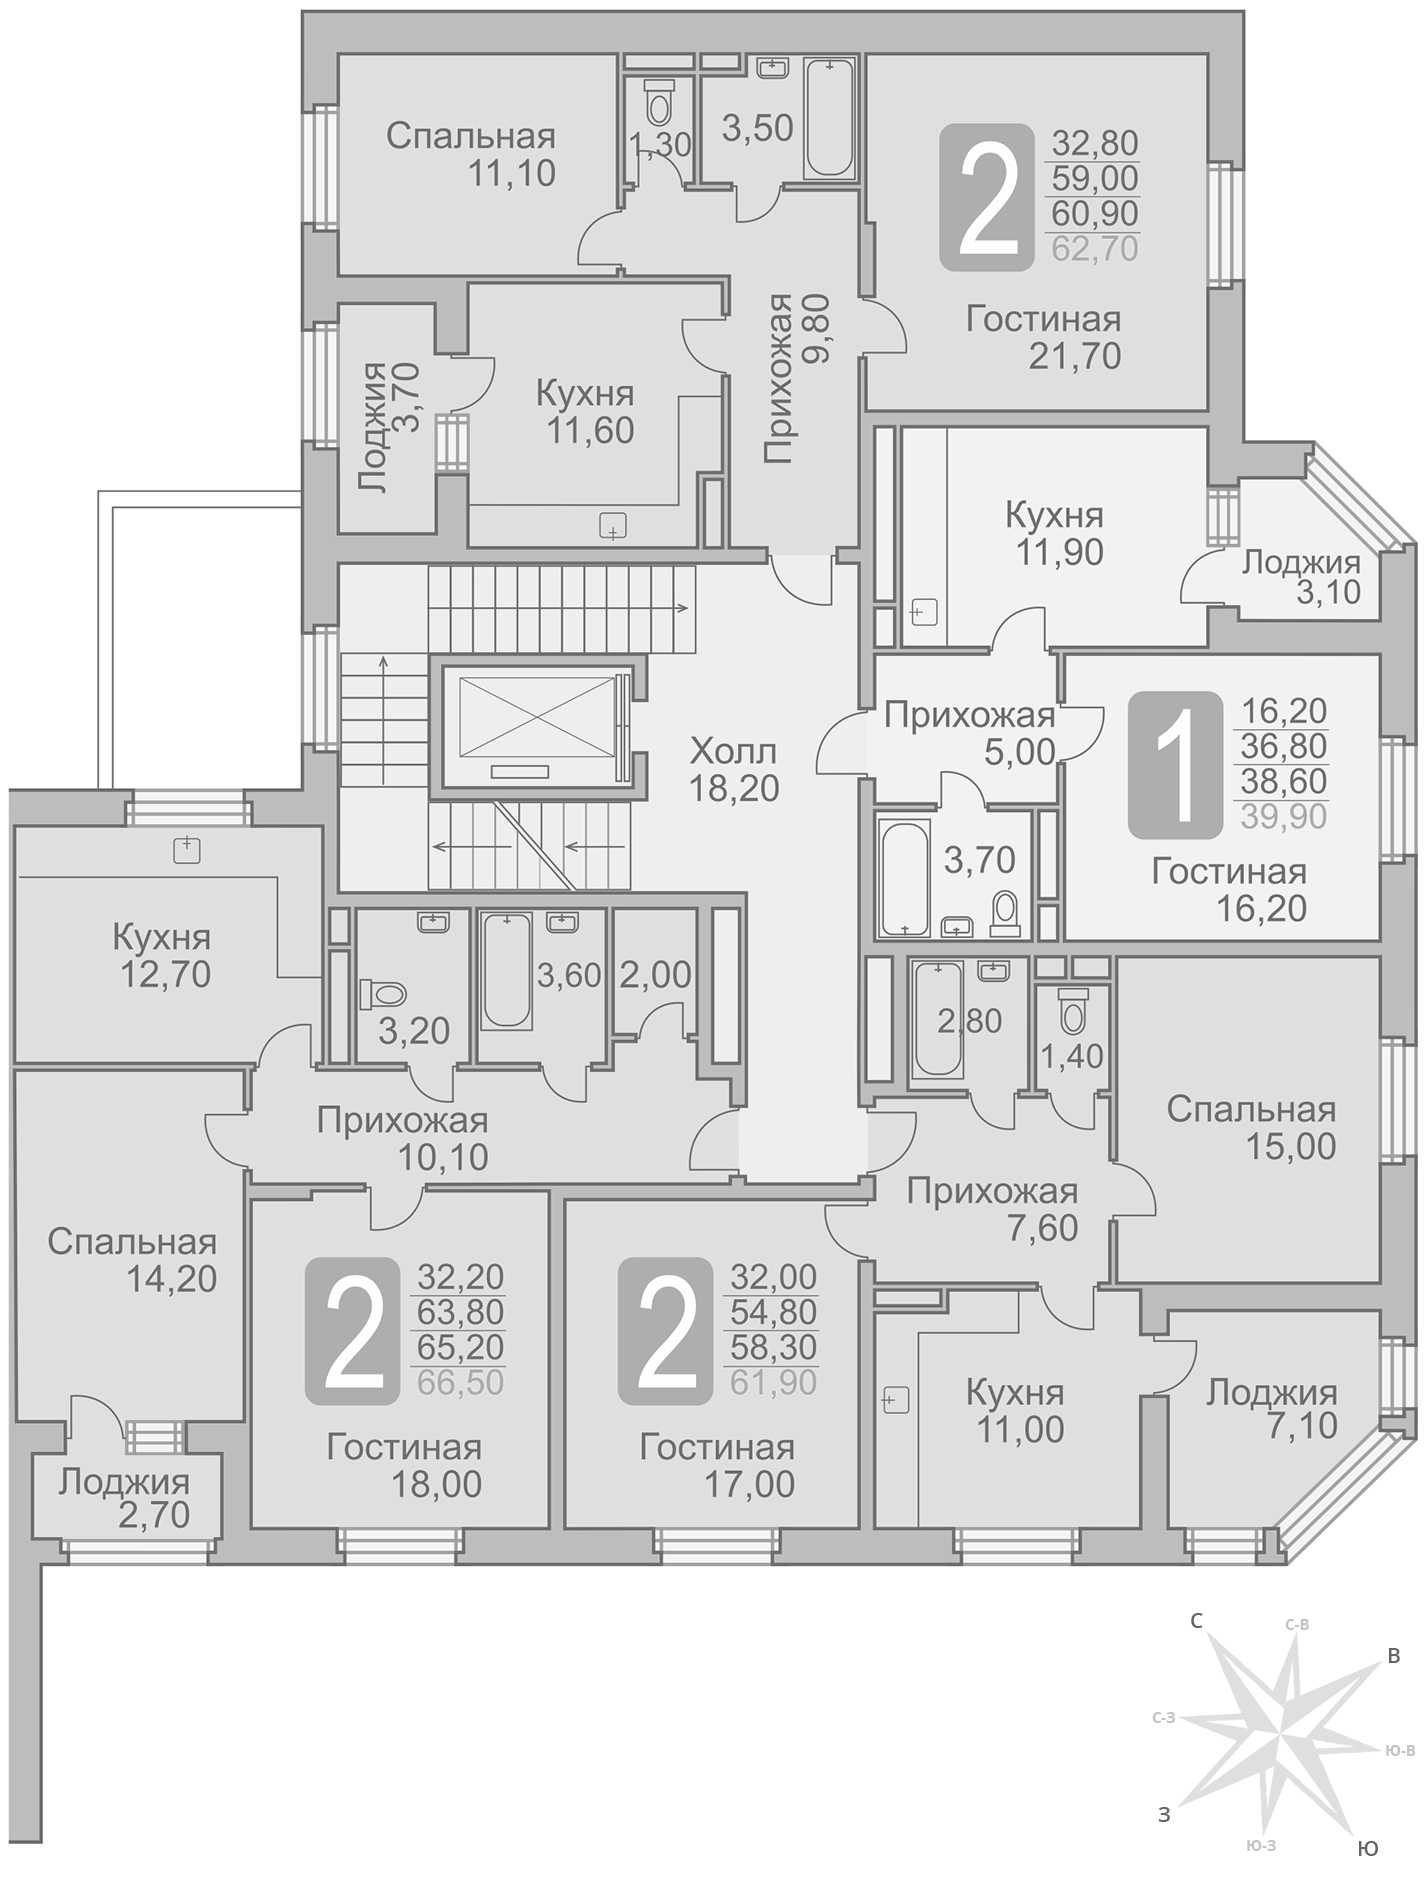 Спальная
11,10
1,30
3,50
2
32,80
59,00
60,90
62,70
Гостиная
21,70
Прихожая
9,80
Лоджия
3,70
Кухня
11,60
Кухня
11,90
Лоджия
3,10
Холл
18,20
Прихожая
5,00
1
16,20
36,80
38,60
39,90
Гостиная
16,20
3,70
Кухня
12,70
3,20
3,60
2,00
2,80
1,40
Спальная
15,00
Прихожая
10,10
Прихожая
7,60
Спальная
14,20
2
32,20
63,80
65,20
66,50
Гостиная
18,00
2
32,00
54,80
58,30
61,90
Гостиная
17,00
Кухня
11,00
Лоджия
7,10
Лоджия
2,70
С
С-В
В
С-З
Ю-В
З
Ю-З
Ю